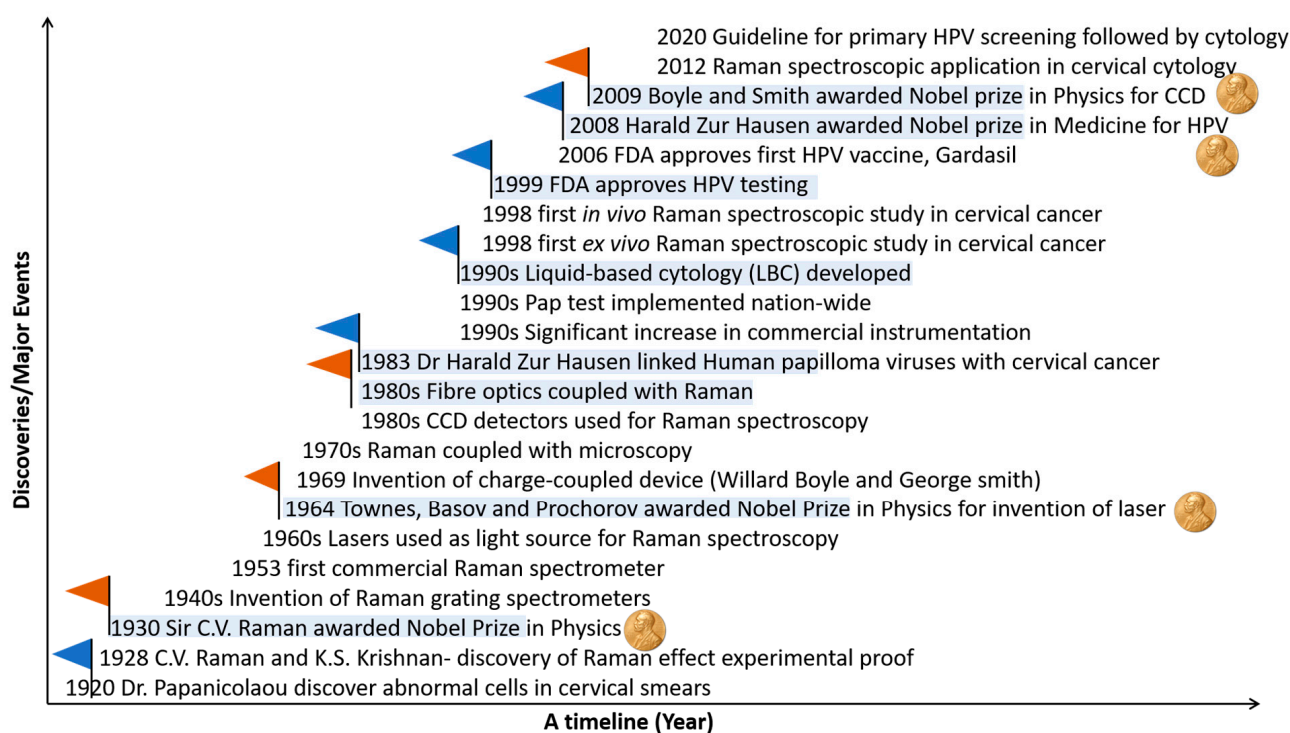 2020 Guideline for primary HPV screening followed by cytology
2012 Raman spectroscopic application in cervical cytology
2009 Boyle and Smith awarded Nobel prize in Physics for CCD
2008 Harald Zur Hausen awarded Nobel prize in Medicine for HPV
2006 FDA approves first HPV vaccine, Gardasil
1999 FDA approves HPV testing
1998 first in vivo Raman spectroscopic study in cervical cancer
1998 first ex vivo Raman spectroscopic study in cervical cancer
1990s Liquid-based cytology (LBC) developed
1990s Pap test implemented nation-wide
1990s Significant increase in commercial instrumentation
1983 Dr Harald Zur Hausen linked Human papilloma viruses with cervical cancer
1980s Fibre optics coupled with Raman
1980s CCD detectors used for Raman spectroscopy
1970s Raman coupled with microscopy
1969 Invention of charge-coupled device (Willard Boyle and George smith)
1964 Townes, Basov and Prochorov awarded Nobel Prize in Physics for invention of laser
1960s Lasers used as light source for Raman spectroscopy
1953 first commercial Raman spectrometer
1940s Invention of Raman grating spectrometers
1930 Sir C.V. Raman awarded Nobel Prize in Physics
1928 C.V. Raman and K.S. Krishnan- discovery of Raman effect experimental proof
1920 Dr. Papanicolaou discover abnormal cells in cervical smears
Discoveries/Major Events
A timeline (Year)